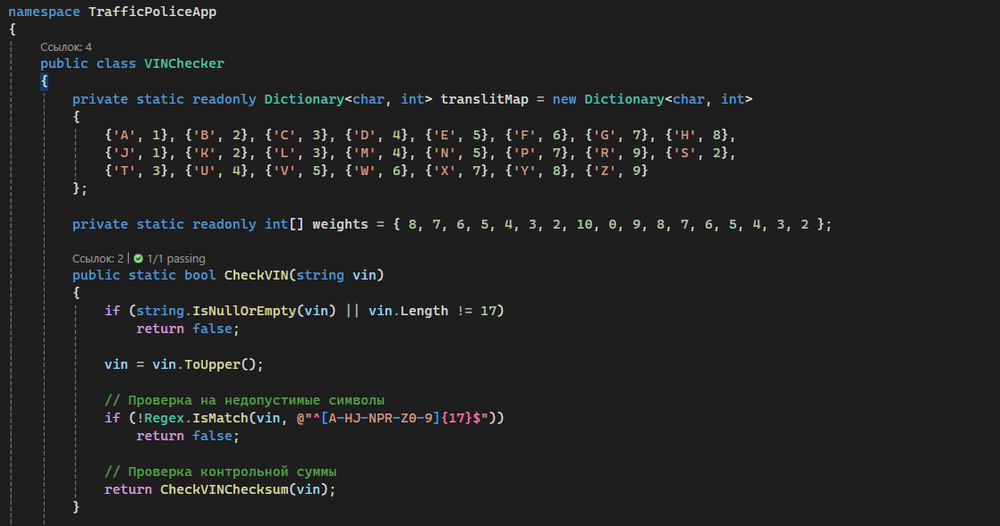 namespace TrafficPoliceApp
{
Ссылок: 4
public class VINChecker
{
private static readonly Dictionary<char, int> translitMap = new Dictionary<char, int>
{
{'A', 1}, {'B', 2}, {'C', 3}, {'D', 4}, {'E', 5}, {'F', 6}, {'G', 7}, {'H', 8},
{'J', 1}, {'K', 2}, {'L', 3}, {'M', 4}, {'N', 5}, {'P', 7}, {'R', 9}, {'S', 2},
{'T', 3}, {'U', 4}, {'V', 5}, {'W', 6}, {'X', 7}, {'Y', 8}, {'Z', 9}
};
private static readonly int[] weights = { 8, 7, 6, 5, 4, 3, 2, 10, 0, 9, 8, 7, 6, 5, 4, 3, 2 };
Ссылок: 2 | 1/1 passing
public static bool CheckVIN(string vin)
{
if (string.IsNullOrEmpty(vin) || vin.Length != 17)
return false;
vin = vin.ToUpper();
// Проверка на недопустимые символы
if (!Regex.IsMatch(vin, @"^[A-HJ-NPR-Z0-9]{17}$"))
return false;
// Проверка контрольной суммы
return CheckVINChecksum(vin);
}